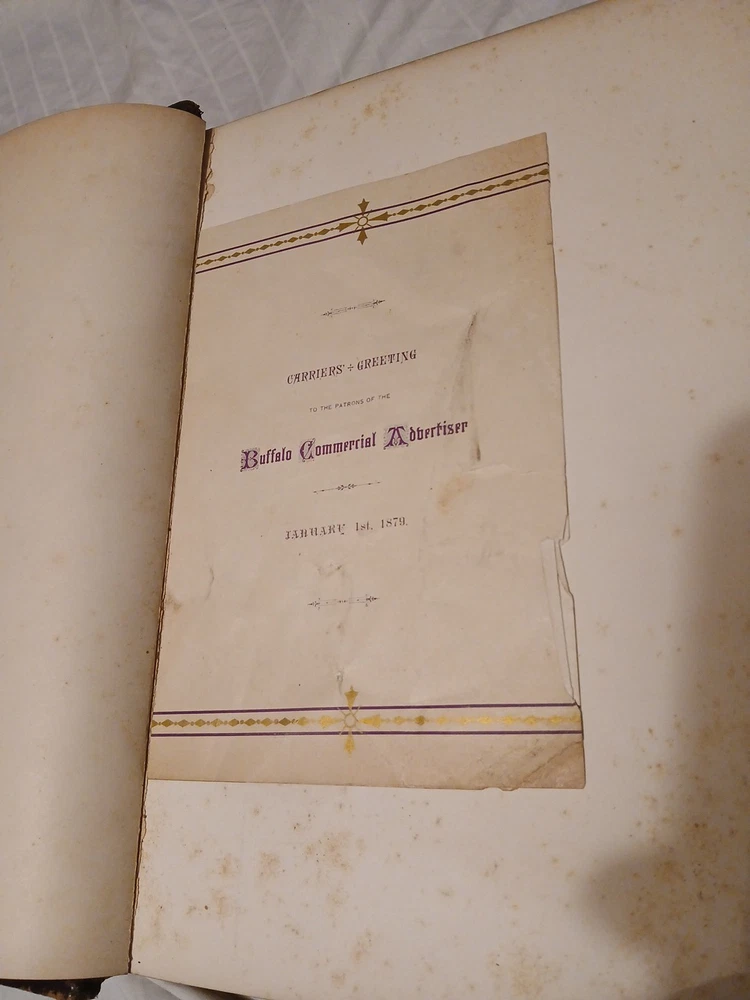 CARRIERS' ÷ GREETING
TO THE PATRONS OF THE
Buffalo Commercial Advertiser
JANUARY 1st, 1879.